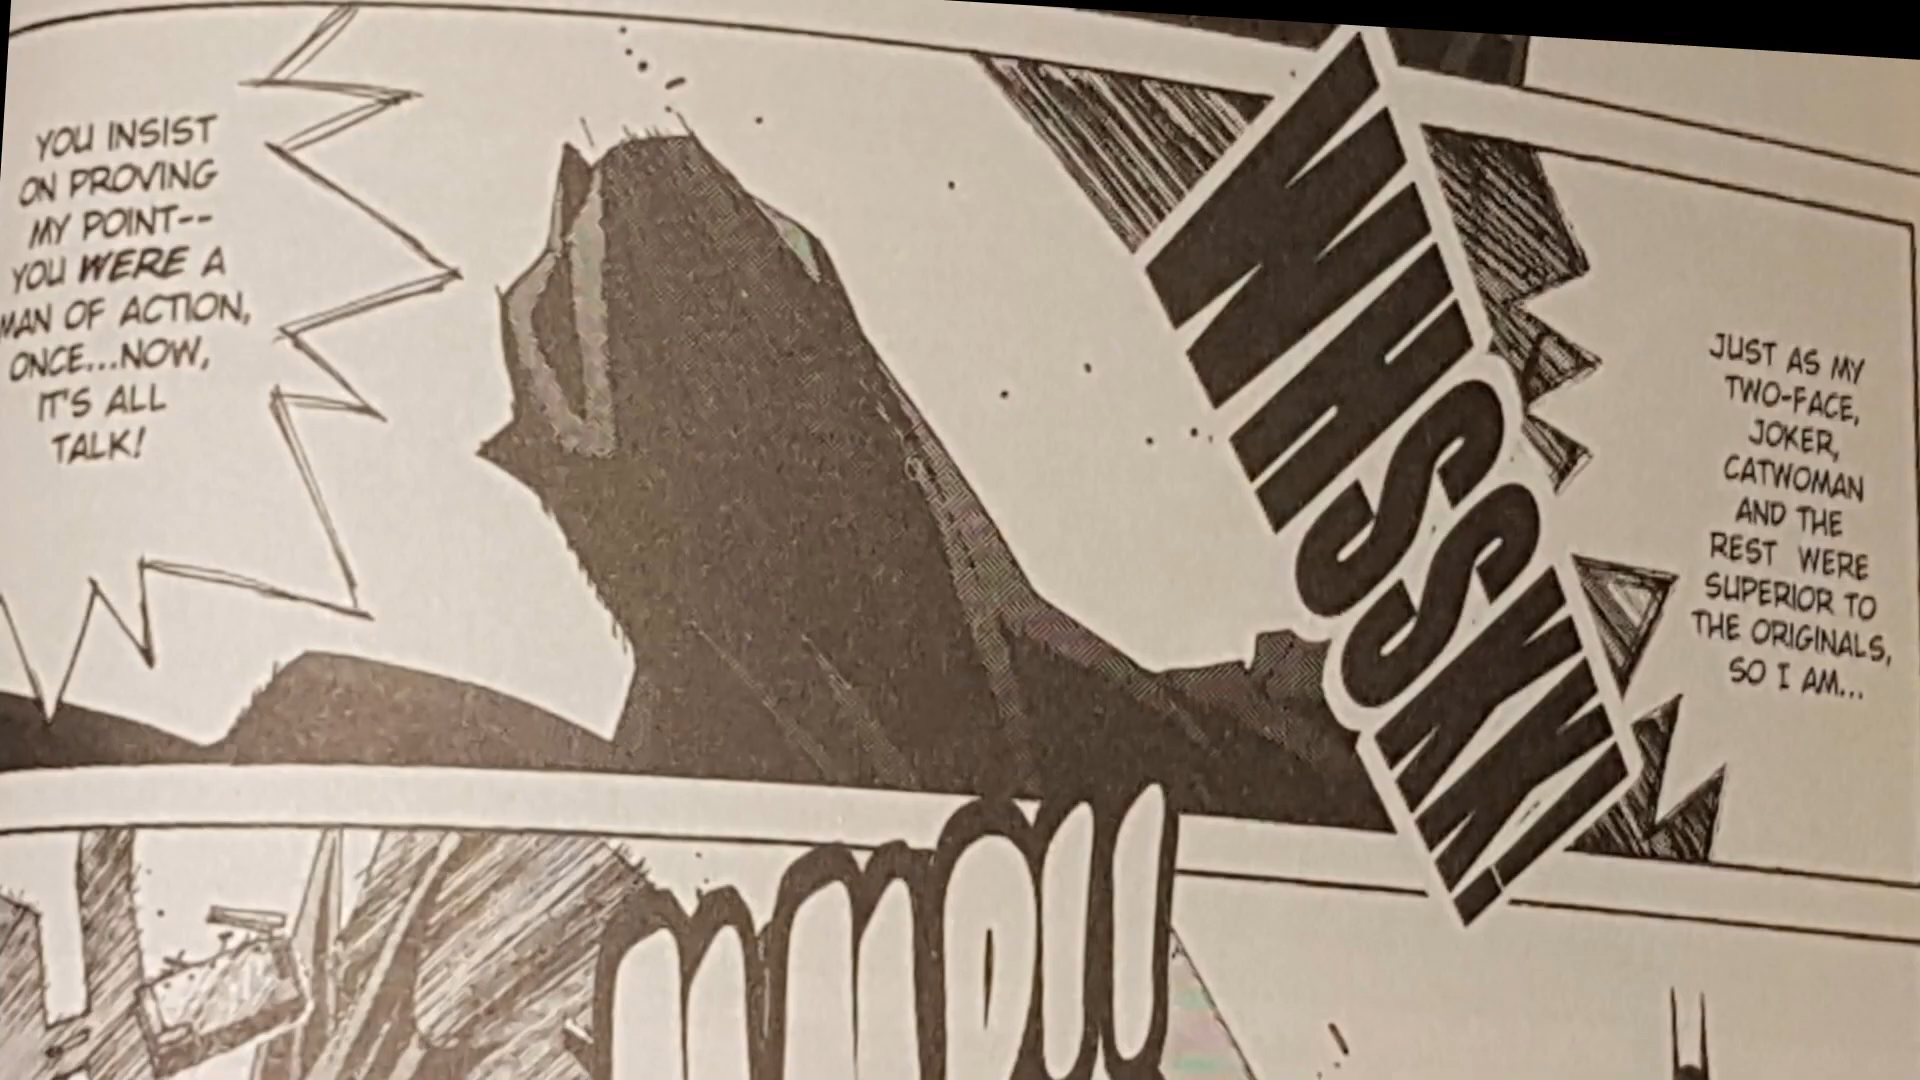 YOU INSIST
ON PROVING
MY POINT--
YOU WERE A
MAN OF ACTION,
ONCE...NOW,
IT'S ALL
TALK!
WHSSKK!
JUST AS MY
TWO-FACE,
JOKER,
CATWOMAN
AND THE
REST WERE
SUPERIOR TO
THE ORIGINALS,
SO I AM...